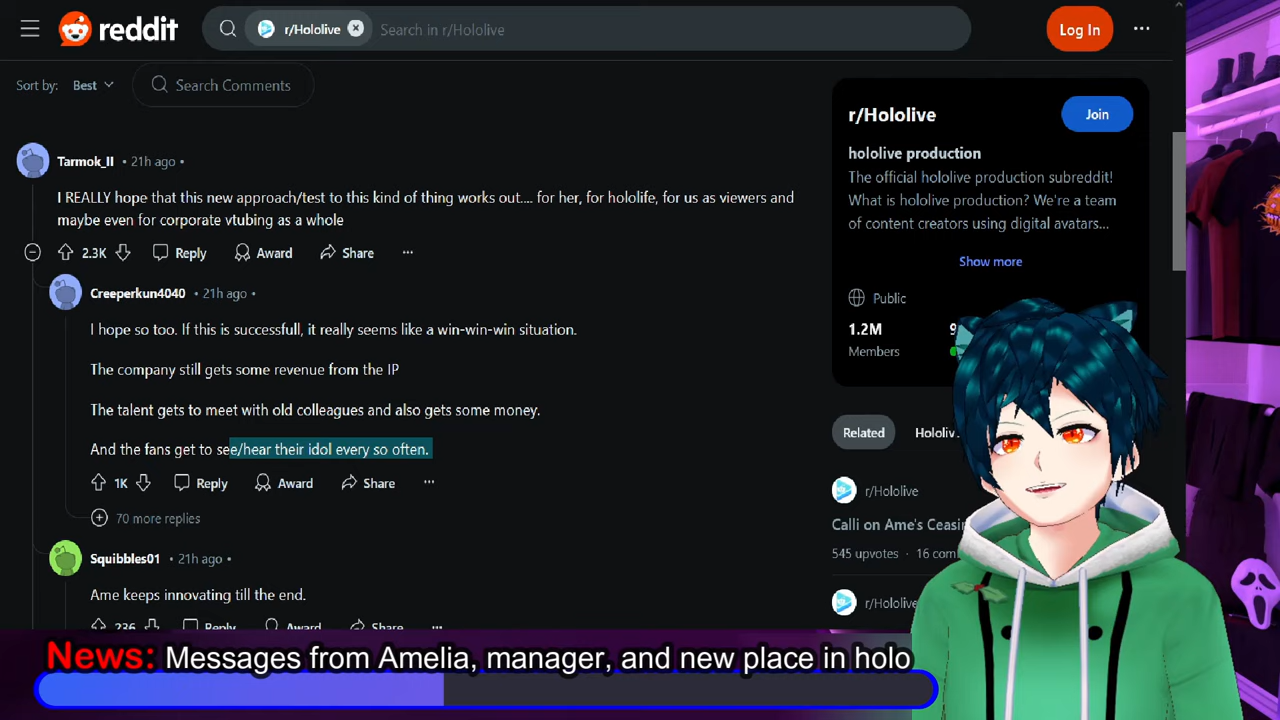 reddit
r/Hololive
Search in r/Hololive
Log In
Sort by: Best
Search Comments
Tarmok_II • 21h ago •
I REALLY hope that this new approach/test to this kind of thing works out.... for her, for hololife, for us as viewers and
maybe even for corporate vtubing as a whole
2.3K Reply Award Share
Creeperkun4040 • 21h ago •
I hope so too. If this is successfull, it really seems like a win-win-win situation.
The company still gets some revenue from the IP
The talent gets to meet with old colleagues and also gets some money.
And the fans get to see/hear their idol every so often.
1K Reply Award Share
70 more replies
Squibbles01 • 21h ago •
Ame keeps innovating till the end.
236 Reply Award Share
r/Hololive
Join
hololive production
The official hololive production subreddit!
What is hololive production? We're a team
of content creators using digital avatars...
Show more
Public
1.2M
Members
Related
r/Hololive
Calli on Ame's
545 upvotes •
r/Hololive
News: Messages from Amelia, manager, and new place in holo